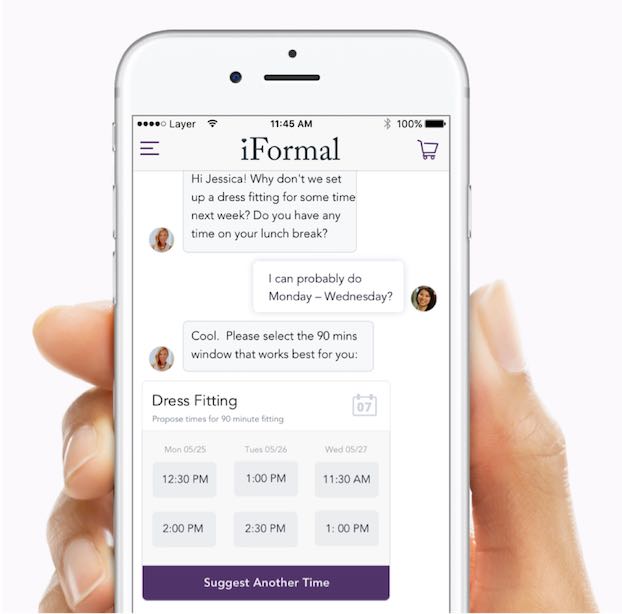 Layer 11:45 AM 100%
iFormal
Hi Jessica! Why don't we set
up a dress fitting for some time
next week? Do you have any
time on your lunch break?
I can probably do
Monday – Wednesday?
Cool. Please select the 90 mins
window that works best for you:
Dress Fitting
07
Propose times for 90 minute fitting
Mon 05/25 Tues 05/26 Wed 05/27
12:30 PM 1:00 PM 11:30 AM
2:00 PM 2:30 PM 1: 00 PM
Suggest Another Time